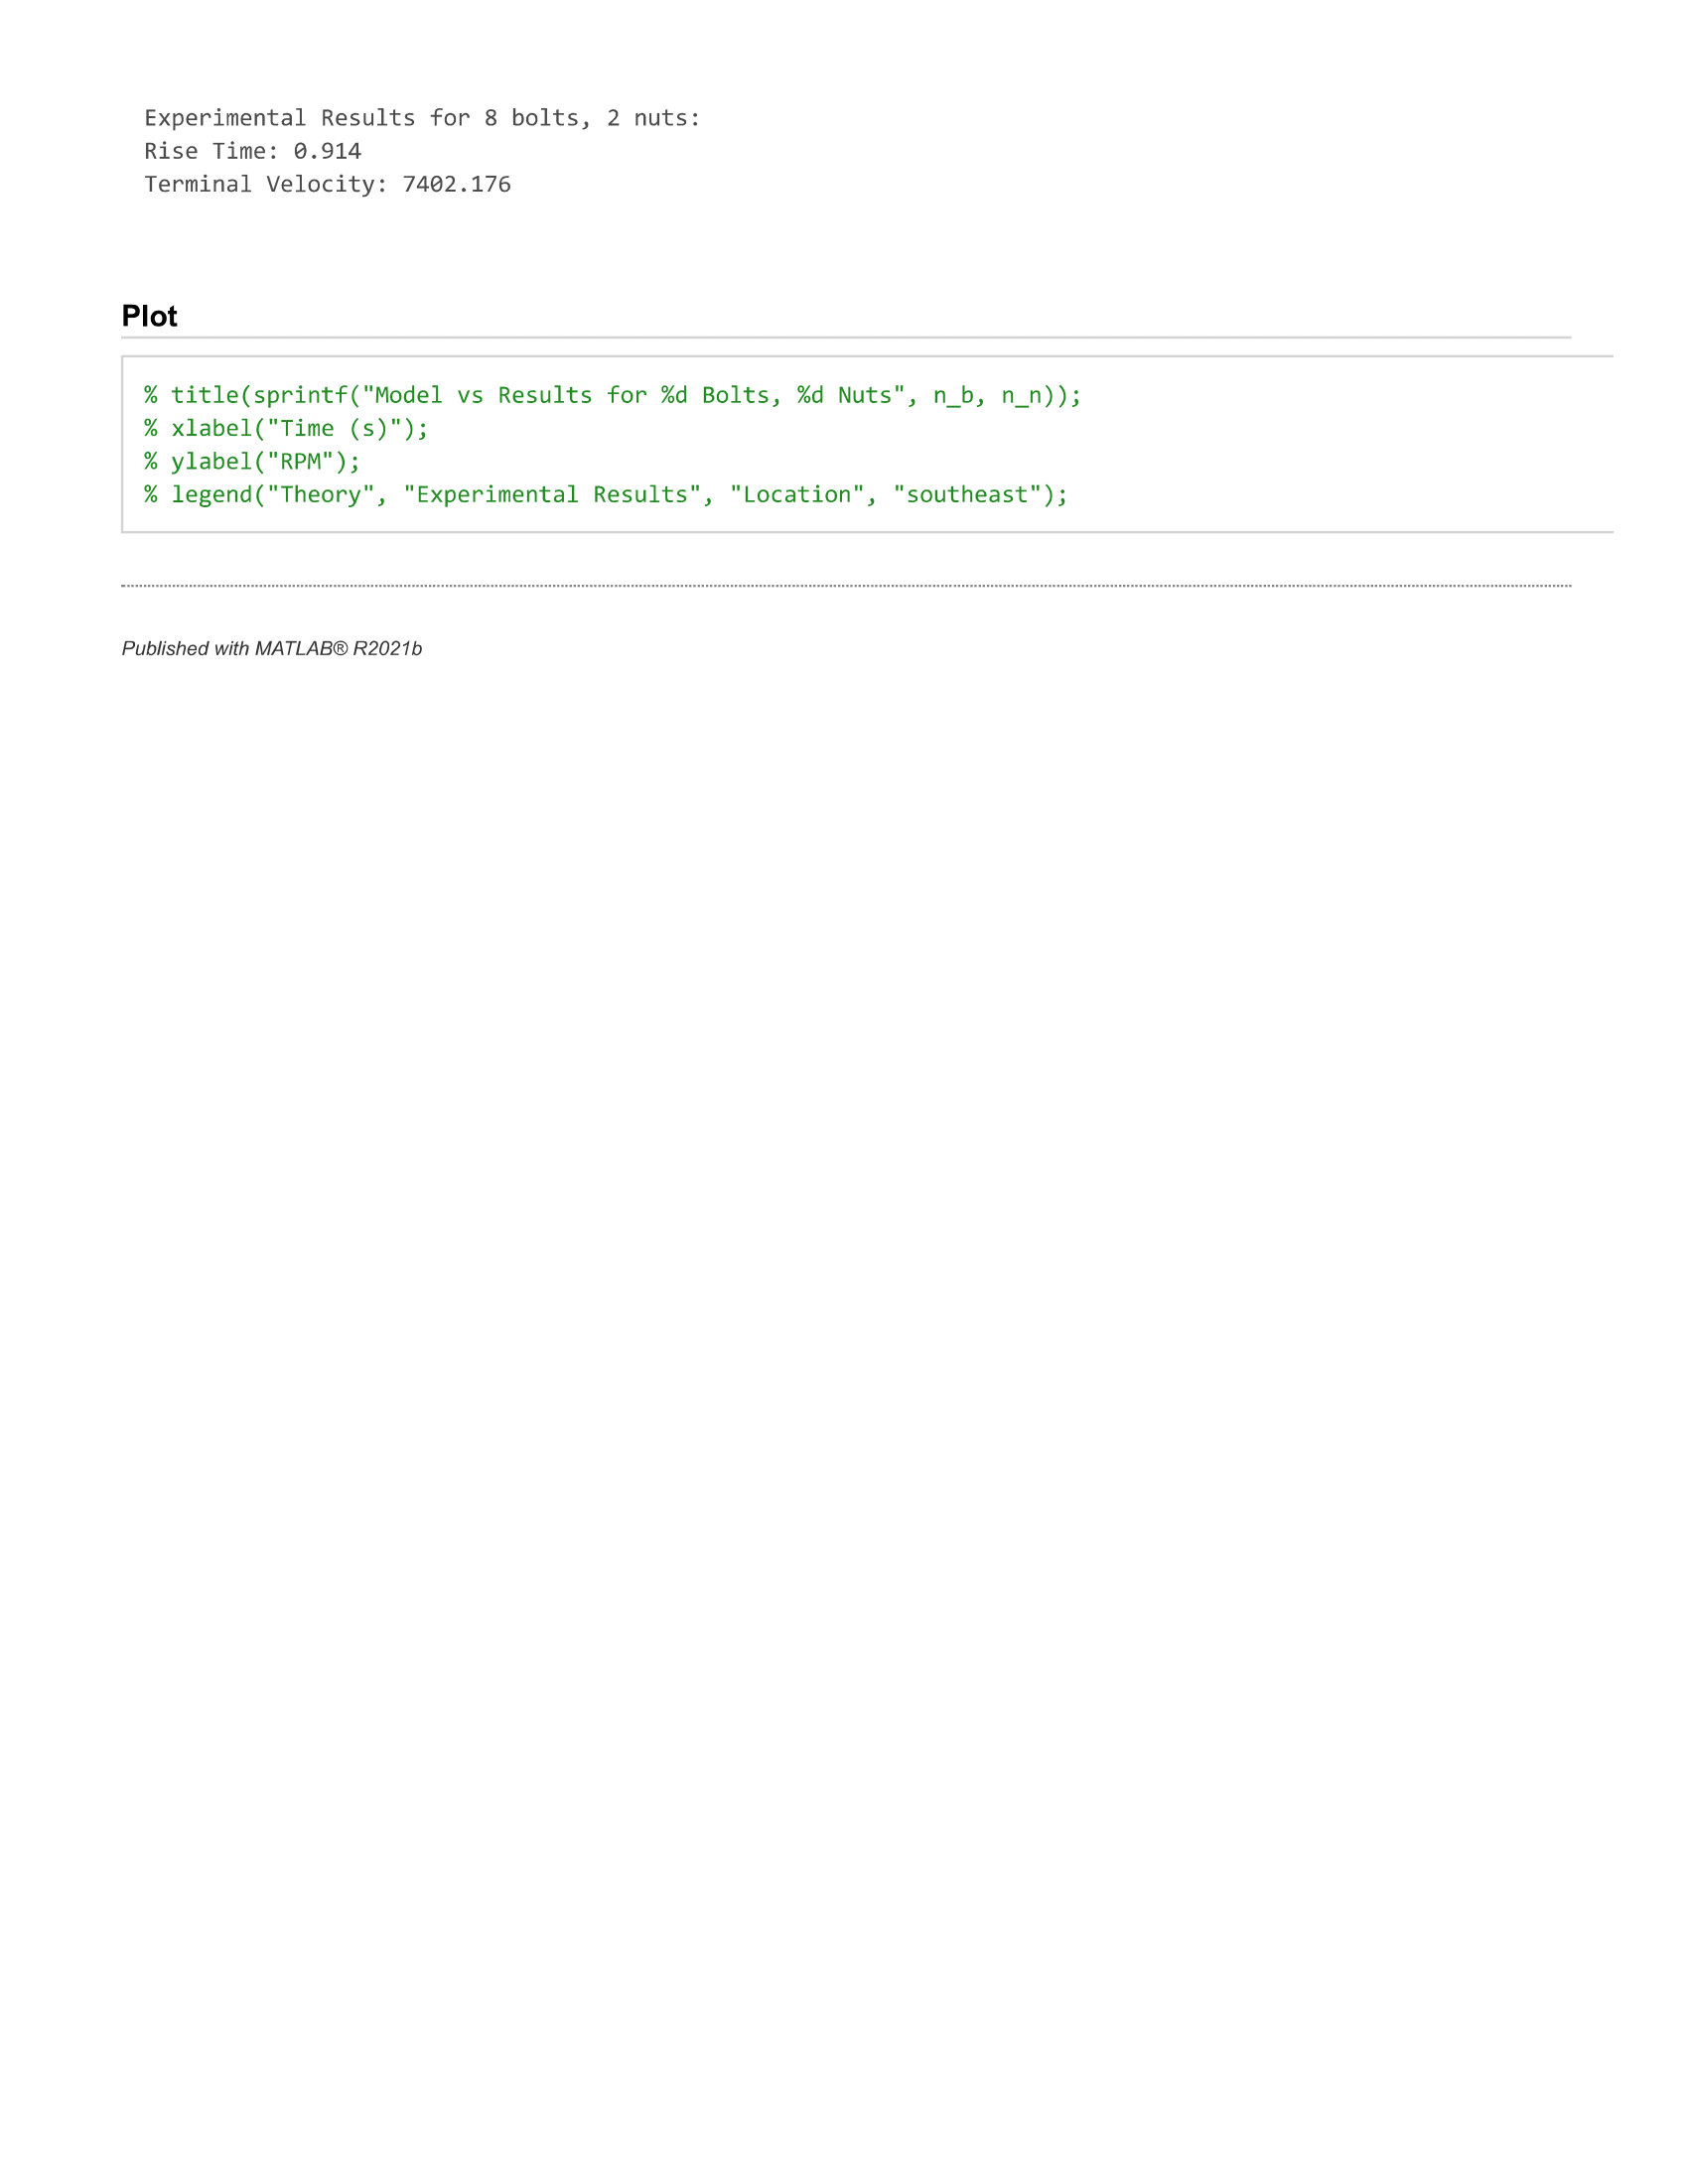 Experimental Results for 8 bolts, 2 nuts:
Rise Time: 0.914
Terminal Velocity: 7402.176
Plot
% title(sprintf("Model vs Results for %d Bolts, %d Nuts", n_b, n_n));
% xlabel("Time (s)");
% ylabel("RPM");
% legend("Theory", "Experimental Results", "Location", "southeast");
Published with MATLAB® R2021b